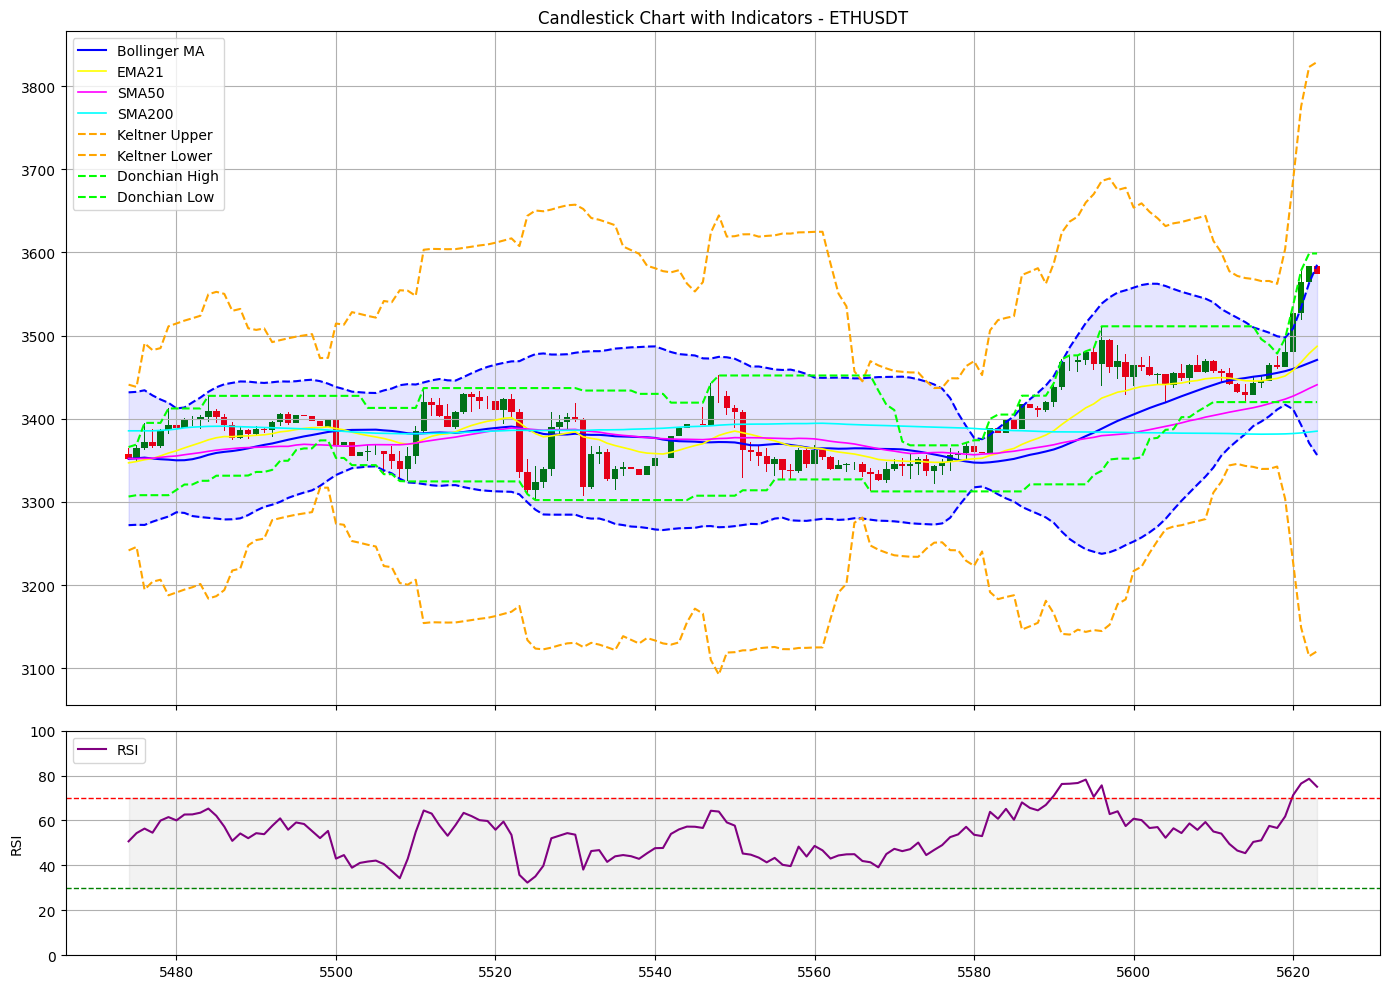 Candlestick Chart with Indicators - ETHUSDT
Bollinger MA
EMA21
SMA50
SMA200
Keltner Upper
Keltner Lower
Donchian High
Donchian Low
3800
3700
3600
3500
3400
3300
3200
3100
RSI
100
80
60
40
20
0
RSI
5480
5500
5520
5540
5560
5580
5600
5620